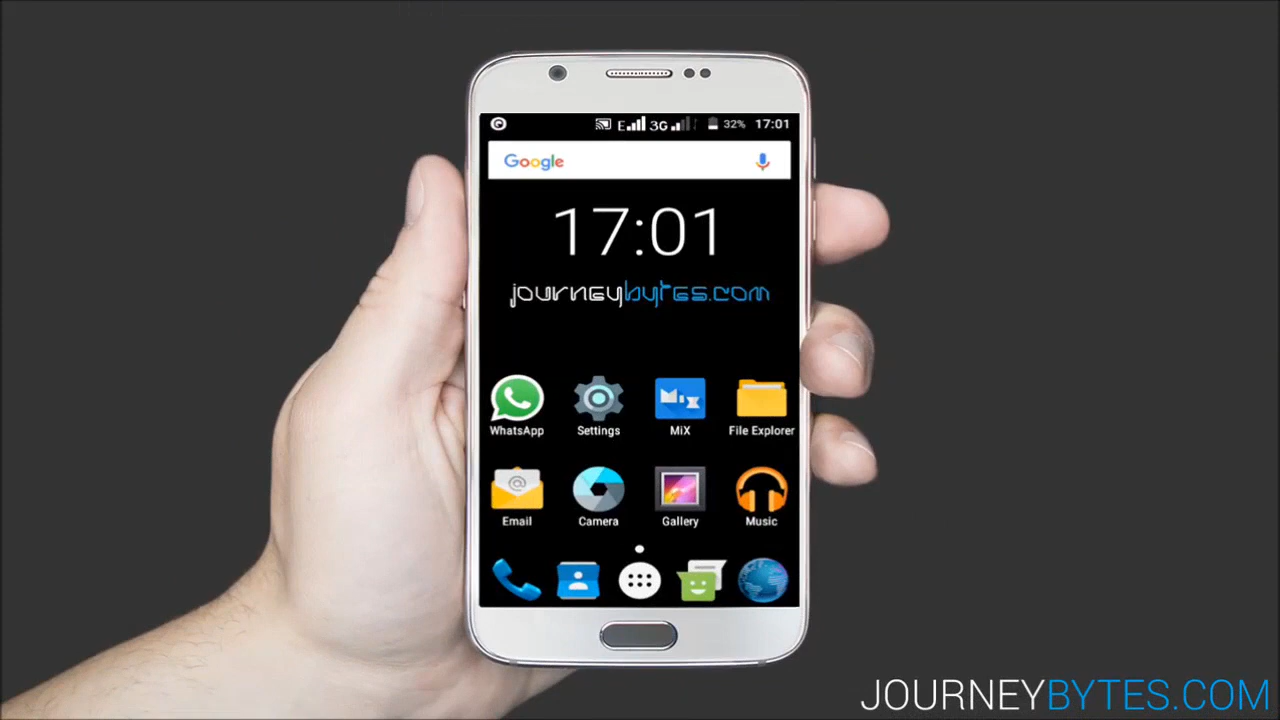 E 3G 32% 17:01
Google
17:01
journeybytes.com
WhatsApp Settings MiX File Explorer
Email Camera Gallery Music
JOURNEYBYTES.COM